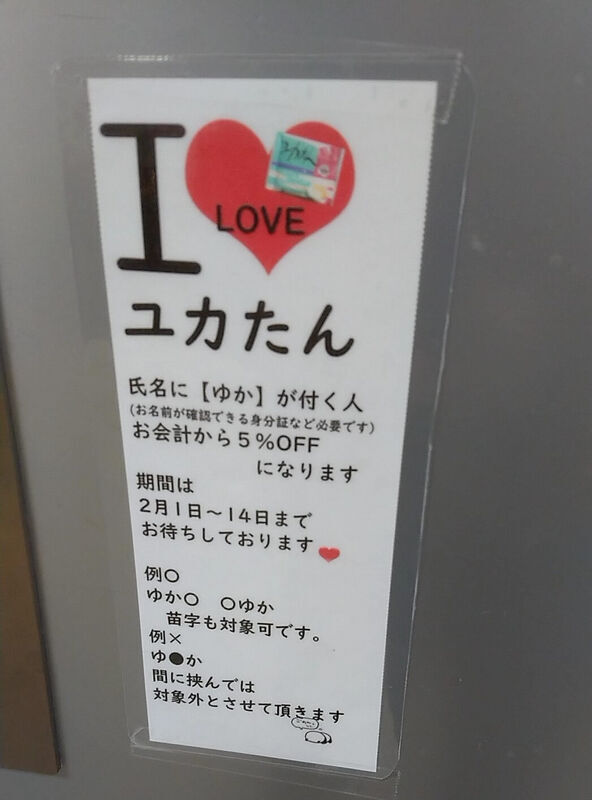 I LOVE
ユカたん
氏名に【ゆか】が付く人
(お名前が確認できる身分証など必要です)
お会計から5%OFF
になります
期間は
2月1日～14日まで
お待ちしております
例○
ゆか○ ○ゆか
苗字も対象可です。
例×
ゆ●か
間に挟んでは
対象外とさせて頂きます